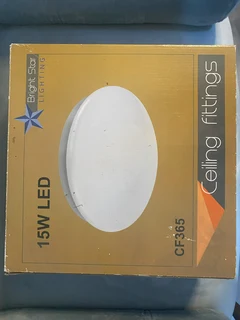 Bright Star
LIGHTING
15W LED
CF365
Ceiling fittings